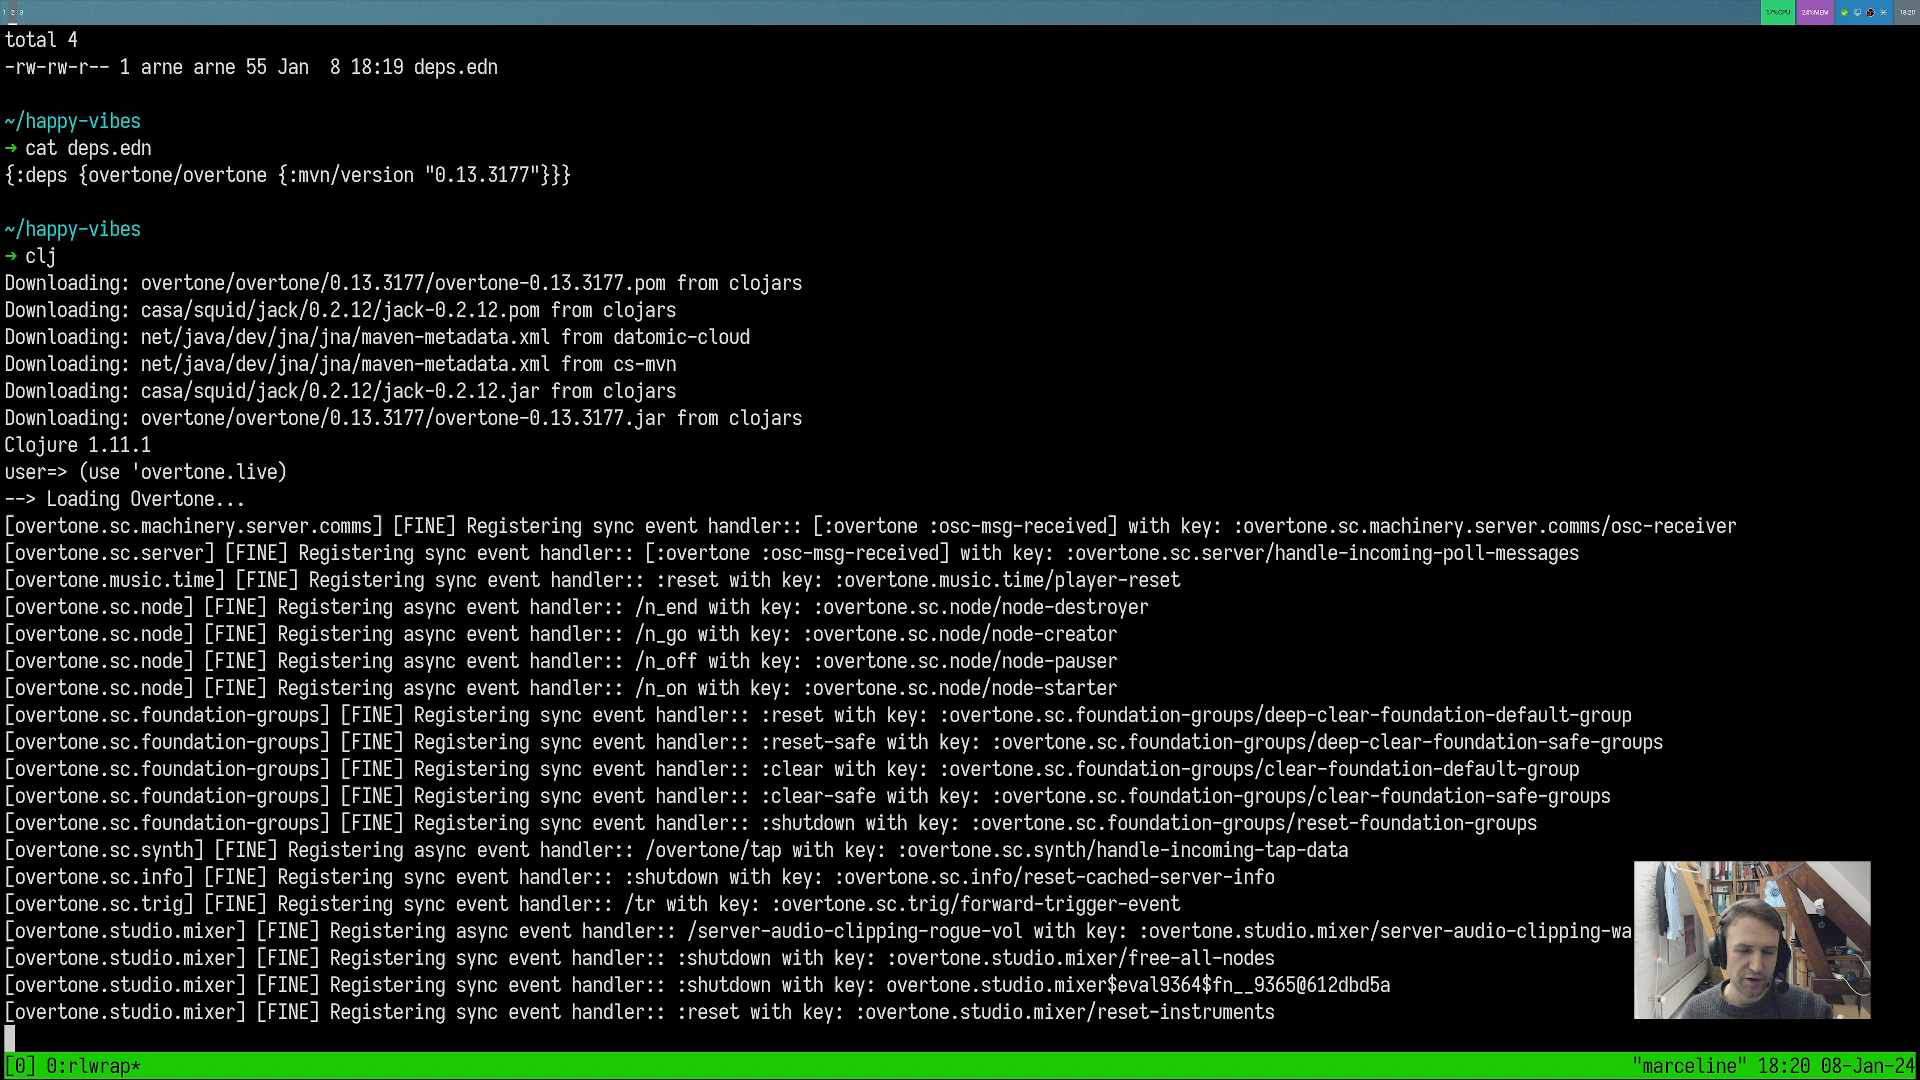 1 2 3 17%CPU 24%MEM 18:20
total 4
-rw-rw-r-- 1 arne arne 55 Jan  8 18:19 deps.edn
~/happy-vibes
→ cat deps.edn
{:deps {overtone/overtone {:mvn/version "0.13.3177"}}}
~/happy-vibes
→ clj
Downloading: overtone/overtone/0.13.3177/overtone-0.13.3177.pom from clojars
Downloading: casa/squid/jack/0.2.12/jack-0.2.12.pom from clojars
Downloading: net/java/dev/jna/jna/maven-metadata.xml from datomic-cloud
Downloading: net/java/dev/jna/jna/maven-metadata.xml from cs-mvn
Downloading: casa/squid/jack/0.2.12/jack-0.2.12.jar from clojars
Downloading: overtone/overtone/0.13.3177/overtone-0.13.3177.jar from clojars
Clojure 1.11.1
user=> (use 'overtone.live)
--> Loading Overtone...
[overtone.sc.machinery.server.comms] [FINE] Registering sync event handler:: [:overtone :osc-msg-received] with key: :overtone.sc.machinery.server.comms/osc-receiver
[overtone.sc.server] [FINE] Registering sync event handler:: [:overtone :osc-msg-received] with key: :overtone.sc.server/handle-incoming-poll-messages
[overtone.music.time] [FINE] Registering sync event handler:: :reset with key: :overtone.music.time/player-reset
[overtone.sc.node] [FINE] Registering async event handler:: /n_end with key: :overtone.sc.node/node-destroyer
[overtone.sc.node] [FINE] Registering async event handler:: /n_go with key: :overtone.sc.node/node-creator
[overtone.sc.node] [FINE] Registering async event handler:: /n_off with key: :overtone.sc.node/node-pauser
[overtone.sc.node] [FINE] Registering async event handler:: /n_on with key: :overtone.sc.node/node-starter
[overtone.sc.foundation-groups] [FINE] Registering sync event handler:: :reset with key: :overtone.sc.foundation-groups/deep-clear-foundation-default-group
[overtone.sc.foundation-groups] [FINE] Registering sync event handler:: :reset-safe with key: :overtone.sc.foundation-groups/deep-clear-foundation-safe-groups
[overtone.sc.foundation-groups] [FINE] Registering sync event handler:: :clear with key: :overtone.sc.foundation-groups/clear-foundation-default-group
[overtone.sc.foundation-groups] [FINE] Registering sync event handler:: :clear-safe with key: :overtone.sc.foundation-groups/clear-foundation-safe-groups
[overtone.sc.foundation-groups] [FINE] Registering sync event handler:: :shutdown with key: :overtone.sc.foundation-groups/reset-foundation-groups
[overtone.sc.synth] [FINE] Registering async event handler:: /overtone/tap with key: :overtone.sc.synth/handle-incoming-tap-data
[overtone.sc.info] [FINE] Registering sync event handler:: :shutdown with key: :overtone.sc.info/reset-cached-server-info
[overtone.sc.trig] [FINE] Registering sync event handler:: /tr with key: :overtone.sc.trig/forward-trigger-event
[overtone.studio.mixer] [FINE] Registering async event handler:: /server-audio-clipping-rogue-vol with key: :overtone.studio.mixer/server-audio-clipping-wa
[overtone.studio.mixer] [FINE] Registering sync event handler:: :shutdown with key: :overtone.studio.mixer/free-all-nodes
[overtone.studio.mixer] [FINE] Registering sync event handler:: :shutdown with key: overtone.studio.mixer$eval9364$fn__9365@612dbd5a
[overtone.studio.mixer] [FINE] Registering sync event handler:: :reset with key: :overtone.studio.mixer/reset-instruments
[0] 0:rlwrap* "marceline" 18:20 08-Jan-24